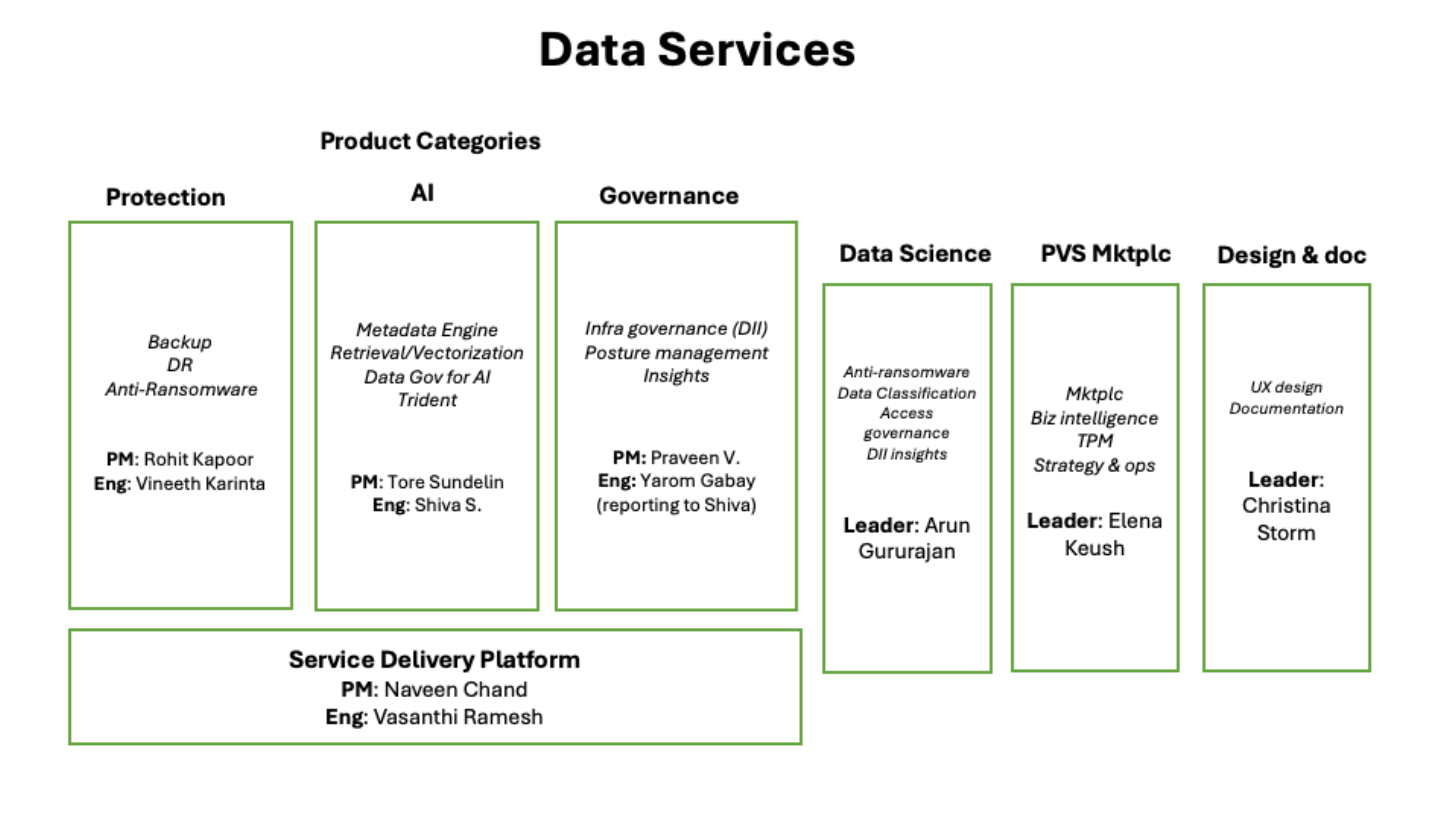 Data Services
Product Categories
Protection
Backup
DR
Anti-Ransomware
PM: Rohit Kapoor
Eng: Vineeth Karinta
AI
Metadata Engine
Retrieval/Vectorization
Data Gov for AI
Trident
PM: Tore Sundelin
Eng: Shiva S.
Governance
Infra governance (DII)
Posture management
Insights
PM: Praveen V.
Eng: Yarom Gabay
(reporting to Shiva)
Data Science
Anti-ransomware
Data Classification
Access
governance
DII insights
Leader: Arun
Gururajan
PVS Mktplc
Mktplc
Biz intelligence
TPM
Strategy & ops
Leader: Elena
Keush
Design & doc
UX design
Documentation
Leader:
Christina
Storm
Service Delivery Platform
PM: Naveen Chand
Eng: Vasanthi Ramesh